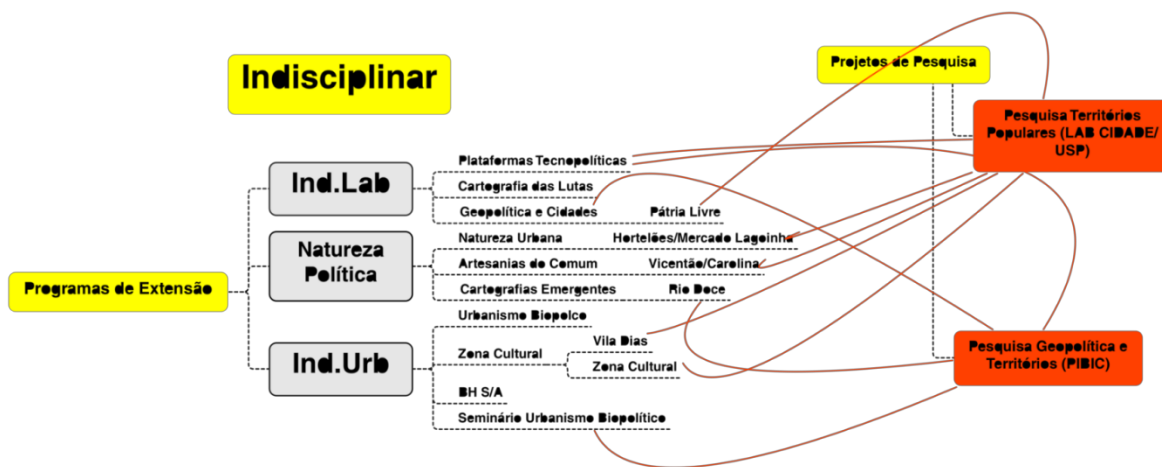 Indisciplinar
Projetos de Pesquisa
Pesquisa Territórios
Populares (LAB CIDADE/
USP)
Plataformas Tecnopolíticas
Ind.Lab
Cartografia das Lutas
Geopolítica e Cidades
Pátria Livre
Natureza
Política
Natureza Urbana
Hortelões/Mercado Lagoinha
Artesanias do Comum
Vicentão/Carolina
Cartografias Emergentes
Rio Doce
Programas de Extensão
Urbanismo Biopolco
Ind.Urb
Zona Cultural
Vila Dias
Zona Cultural
BH S/A
Seminário Urbanismo Biopolítico
Pesquisa Geopolítica e
Territórios (PIBIC)